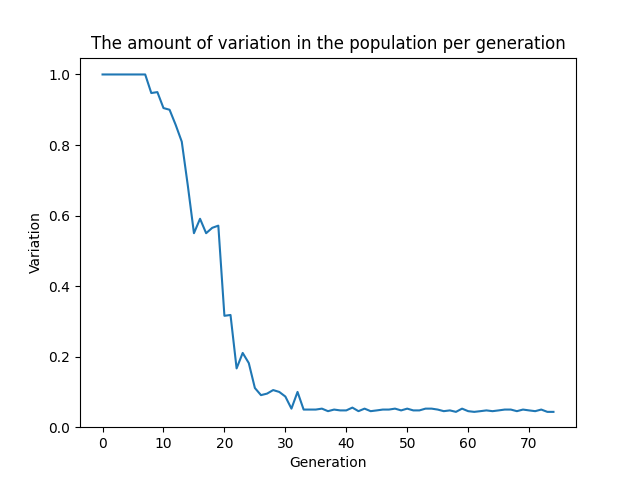 The amount of variation in the population per generation
1.0
0.8
0.6
0.4
0.2
0.0
Variation
0 10 20 30 40 50 60 70
Generation